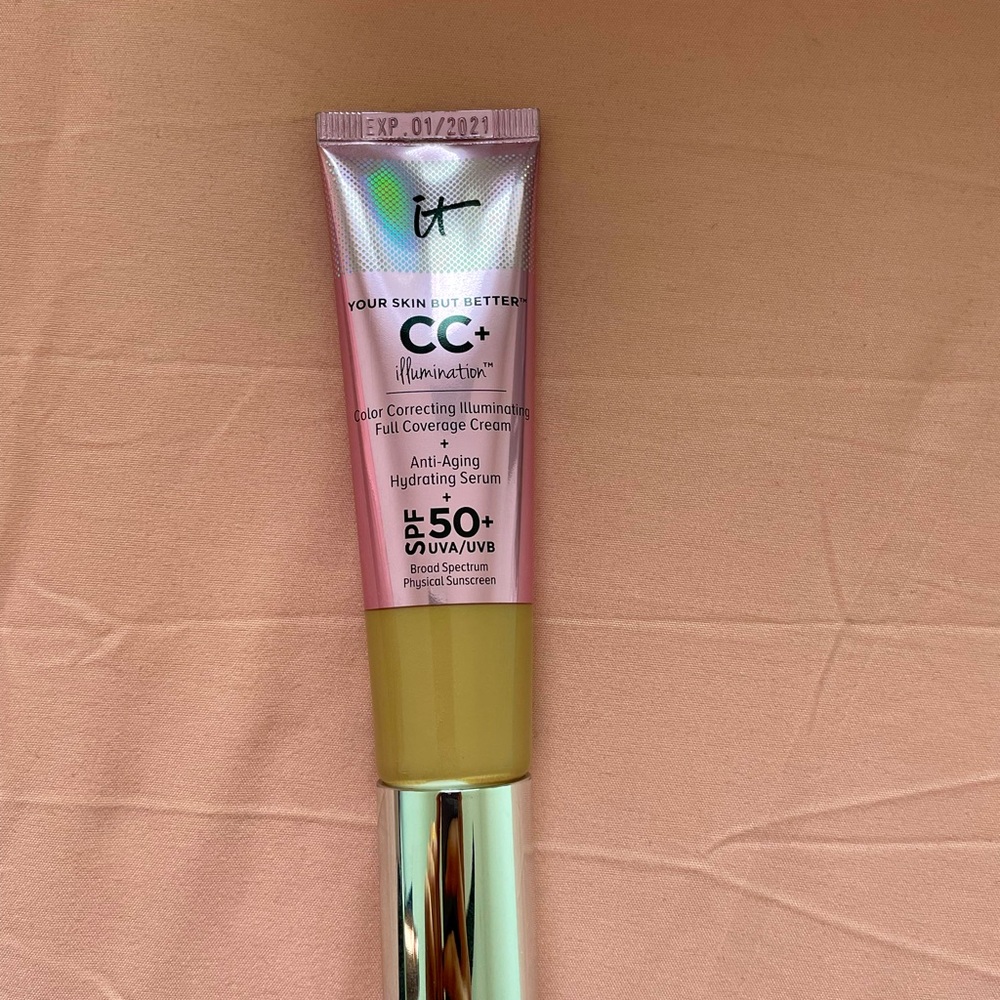 EXP.01/2021
it
YOUR SKIN BUT BETTER™
CC+
illumination™
Color Correcting Illuminating
Full Coverage Cream
+
Anti-Aging
Hydrating Serum
+
SPF 50+
UVA/UVB
Broad Spectrum
Physical Sunscreen